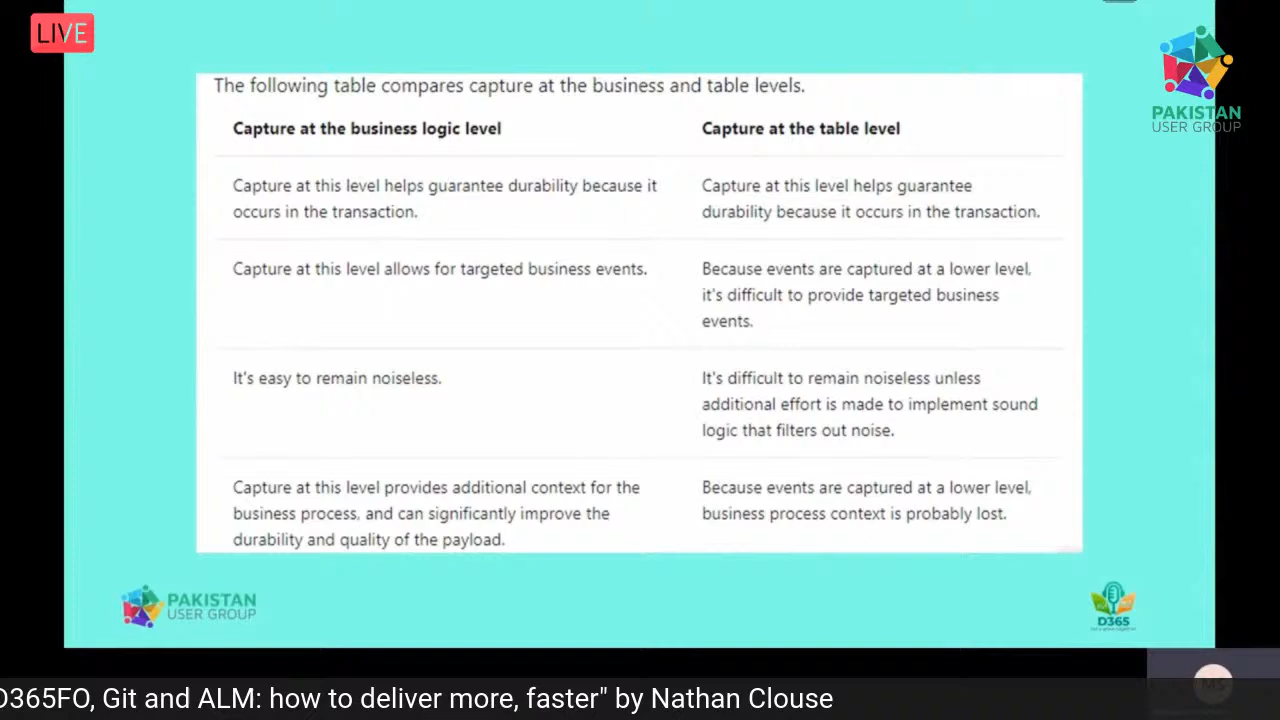 LIVE
PAKISTAN
USER GROUP
The following table compares capture at the business and table levels.
Capture at the business logic level
Capture at the table level
Capture at this level helps guarantee durability because it
occurs in the transaction.
Capture at this level helps guarantee
durability because it occurs in the transaction.
Capture at this level allows for targeted business events.
Because events are captured at a lower level,
it's difficult to provide targeted business
events.
It's easy to remain noiseless.
It's difficult to remain noiseless unless
additional effort is made to implement sound
logic that filters out noise.
Capture at this level provides additional context for the
business process, and can significantly improve the
durability and quality of the payload.
Because events are captured at a lower level,
business process context is probably lost.
PAKISTAN
USER GROUP
D365
D365FO, Git and ALM: how to deliver more, faster" by Nathan Clouse